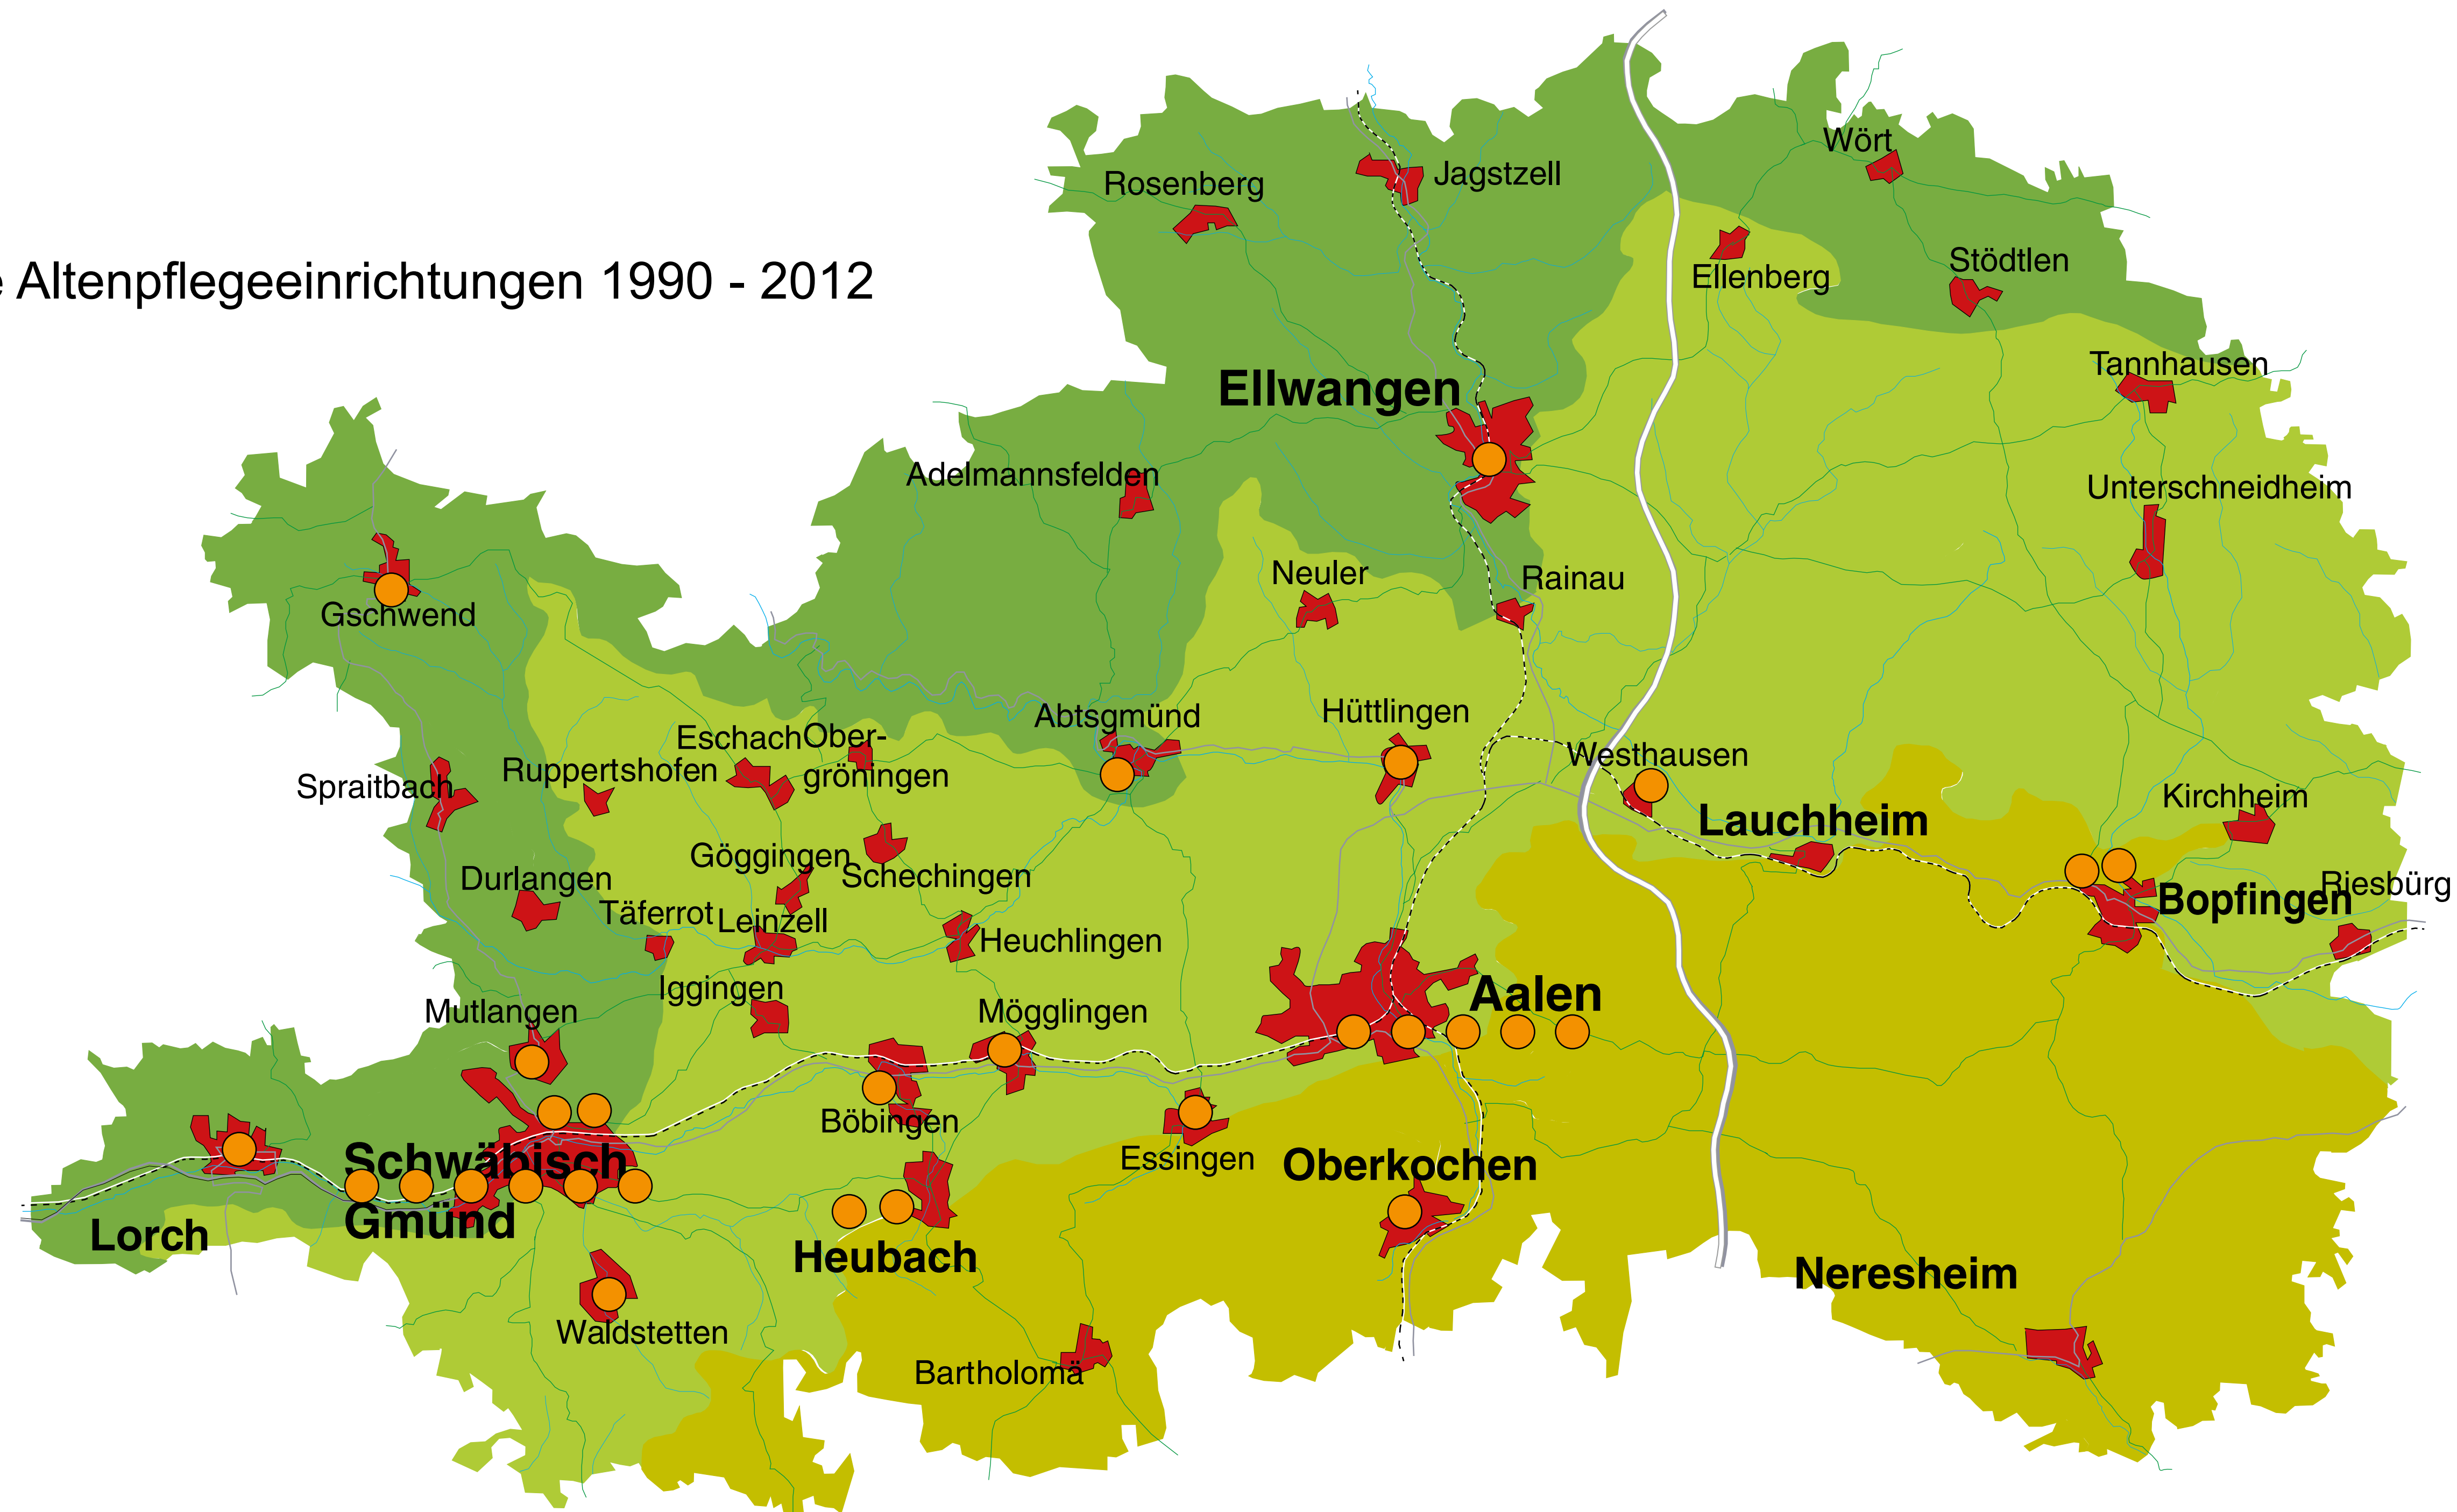 Wört
Jagstzell
Rosenberg
Stödtlen
Ellenberg
e Altenpflegeeinrichtungen 1990 - 2012
Tannhausen
Ellwangen
Adelmannsfelden
Unterschneidheim
Neuler
Rainau
Gschwend
Hüttlingen
Abtsgmünd
EschachOber-
gröningen
Westhausen
Ruppertshofen
Spraitbach
Kirchheim
Lauchheim
Göggingen
Schechingen
Durlangen
Riesbürg
Bopfingen
Täferrot
Leinzell
Heuchlingen
Iggingen
Aalen
Mutlangen
Mögglingen
Böbingen
Essingen
Schwäbisch
Gmünd
Oberkochen
Lorch
Heubach
Neresheim
Waldstetten
Bartholomä